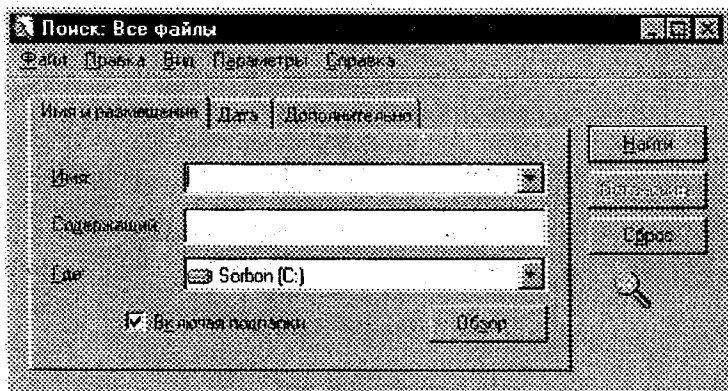 Поиск: Все файлы
Файл Правка Вид Параметры Справка
Имя и размещение Дата Дополнительно
Имя:
Содержащий:
Где: Sorbon (C:)
Включая подпапки Обзор
Найти
Сброс